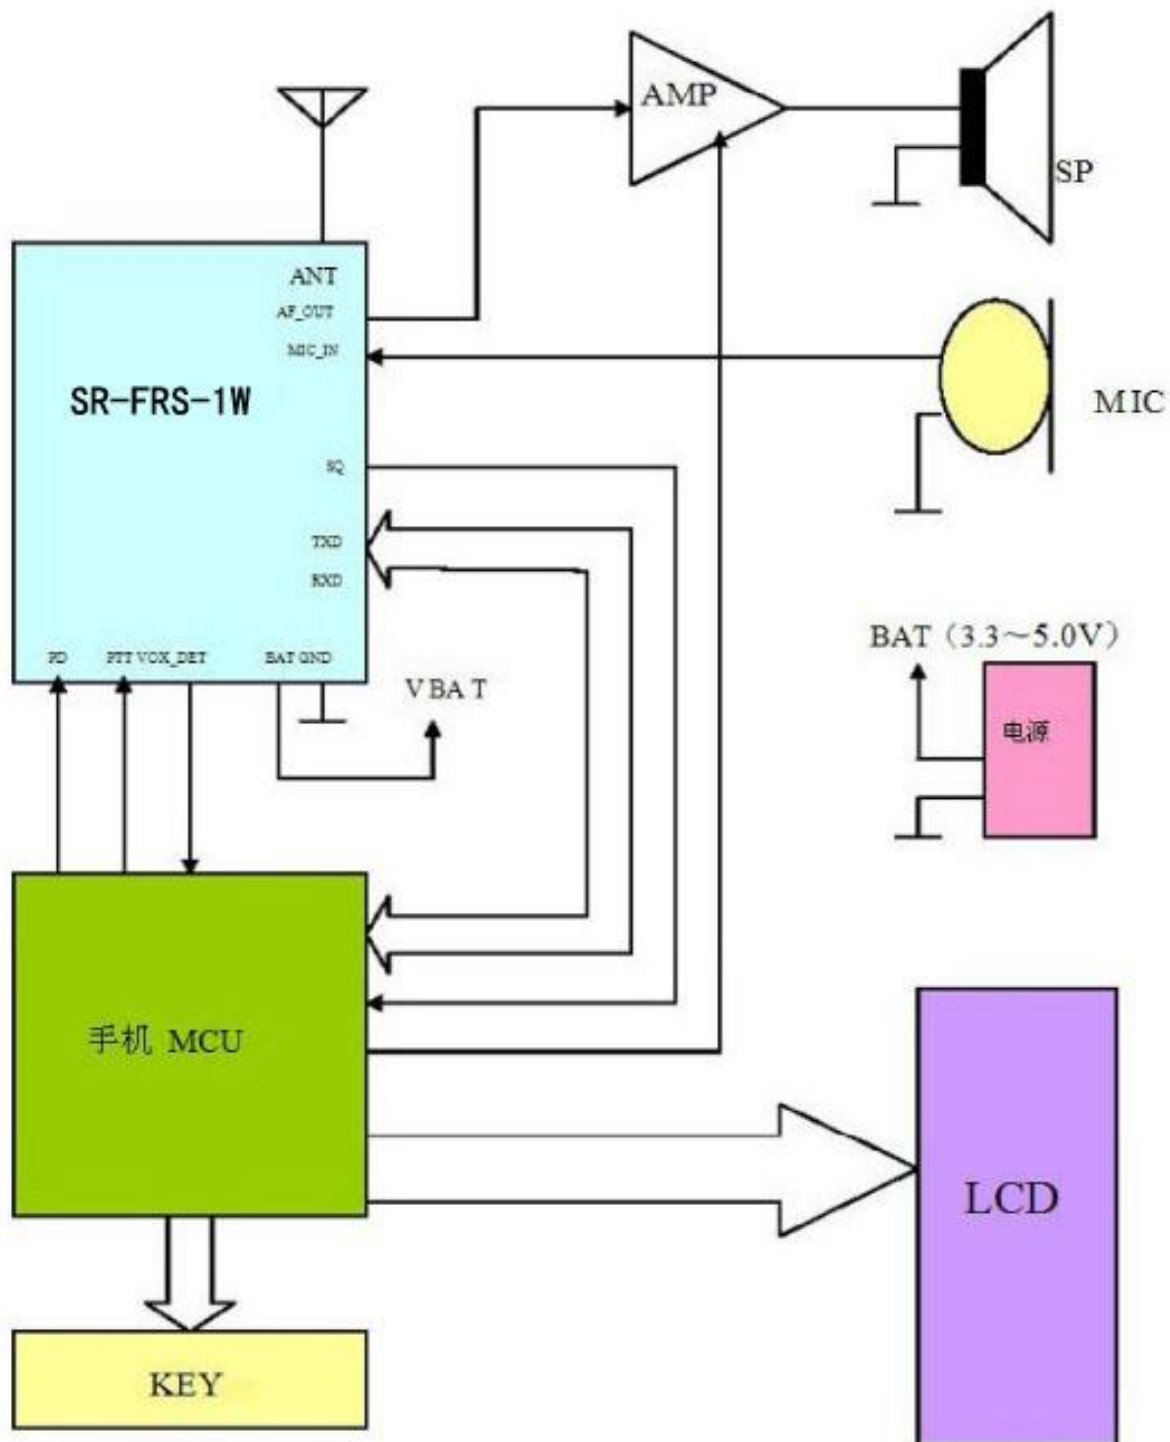 AMP
SP
ANT
AF_OUT
MIC_IN
SR-FRS-1W
MIC
SQ
TXD
RXD
BAT（3.3～5.0V）
PD PTT VOX_DET BAT GND
VBAT
电源
手机 MCU
LCD
KEY